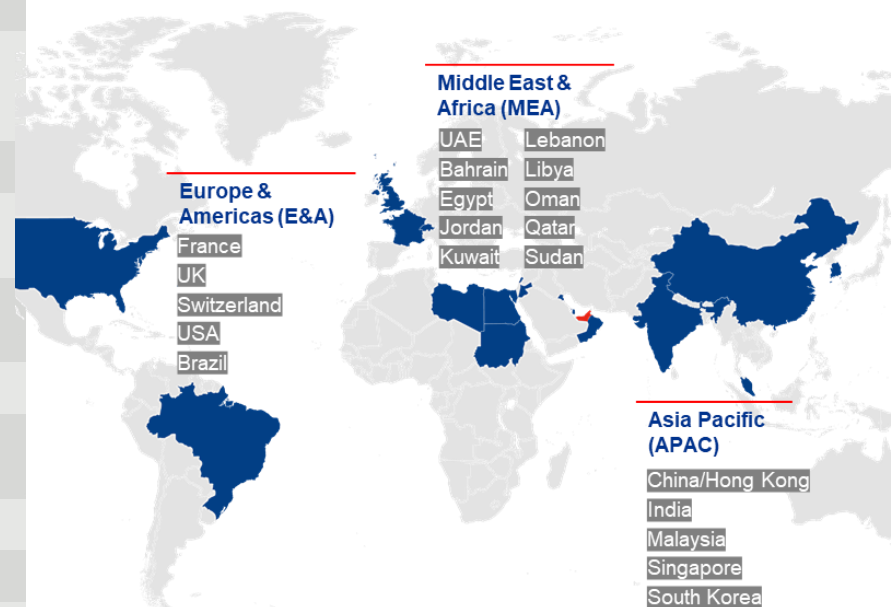 Middle East &
Africa (MEA)
UAE Lebanon
Bahrain Libya
Egypt Oman
Jordan Qatar
Kuwait Sudan
Europe &
Americas (E&A)
France
UK
Switzerland
USA
Brazil
Asia Pacific
(APAC)
China/Hong Kong
India
Malaysia
Singapore
South Korea